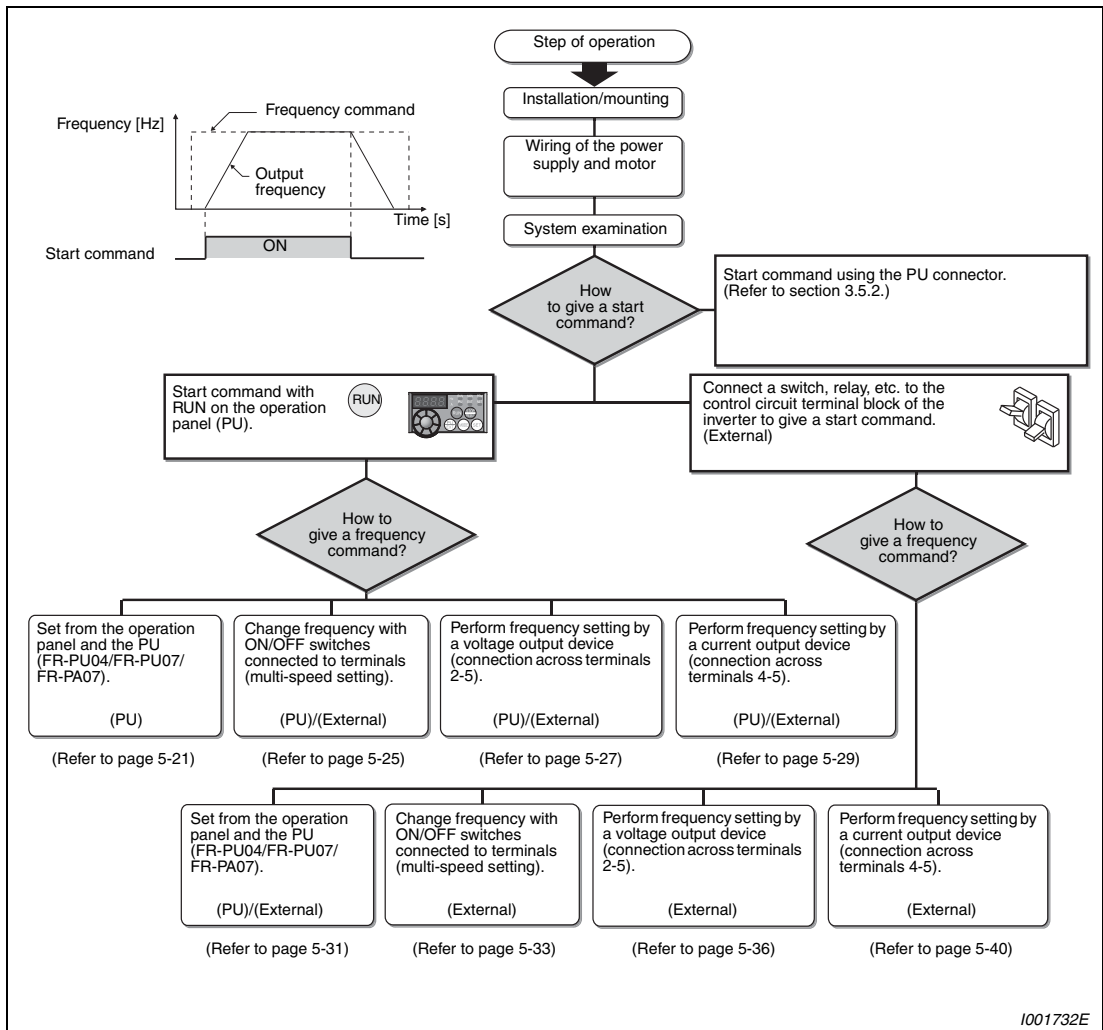 Step of operation
Installation/mounting
Wiring of the power
supply and motor
System examination
Frequency command
Frequency [Hz]
Output
frequency
Time [s]
Start command
ON
How
to give a start
command?
Start command using the PU connector.
(Refer to section 3.5.2.)
Start command with
RUN on the operation
panel (PU).
RUN
Connect a switch, relay, etc. to the
control circuit terminal block of the
inverter to give a start command.
(External)
How to
give a frequency
command?
How to
give a frequency
command?
Set from the operation
panel and the PU
(FR-PU04/FR-PU07/
FR-PA07).
(PU)
(Refer to page 5-21)
Change frequency with
ON/OFF switches
connected to terminals
(multi-speed setting).
(PU)/(External)
(Refer to page 5-25)
Perform frequency setting by
a voltage output device
(connection across terminals
2-5).
(PU)/(External)
(Refer to page 5-27)
Perform frequency setting by
a current output device
(connection across
terminals 4-5).
(PU)/(External)
(Refer to page 5-29)
Set from the operation
panel and the PU
(FR-PU04/FR-PU07/
FR-PA07).
(PU)/(External)
(Refer to page 5-31)
Change frequency with
ON/OFF switches
connected to terminals
(multi-speed setting).
(External)
(Refer to page 5-33)
Perform frequency setting by
a voltage output device
(connection across terminals
2-5).
(External)
(Refer to page 5-36)
Perform frequency setting by
a current output device
(connection across
terminals 4-5).
(External)
(Refer to page 5-40)
I001732E